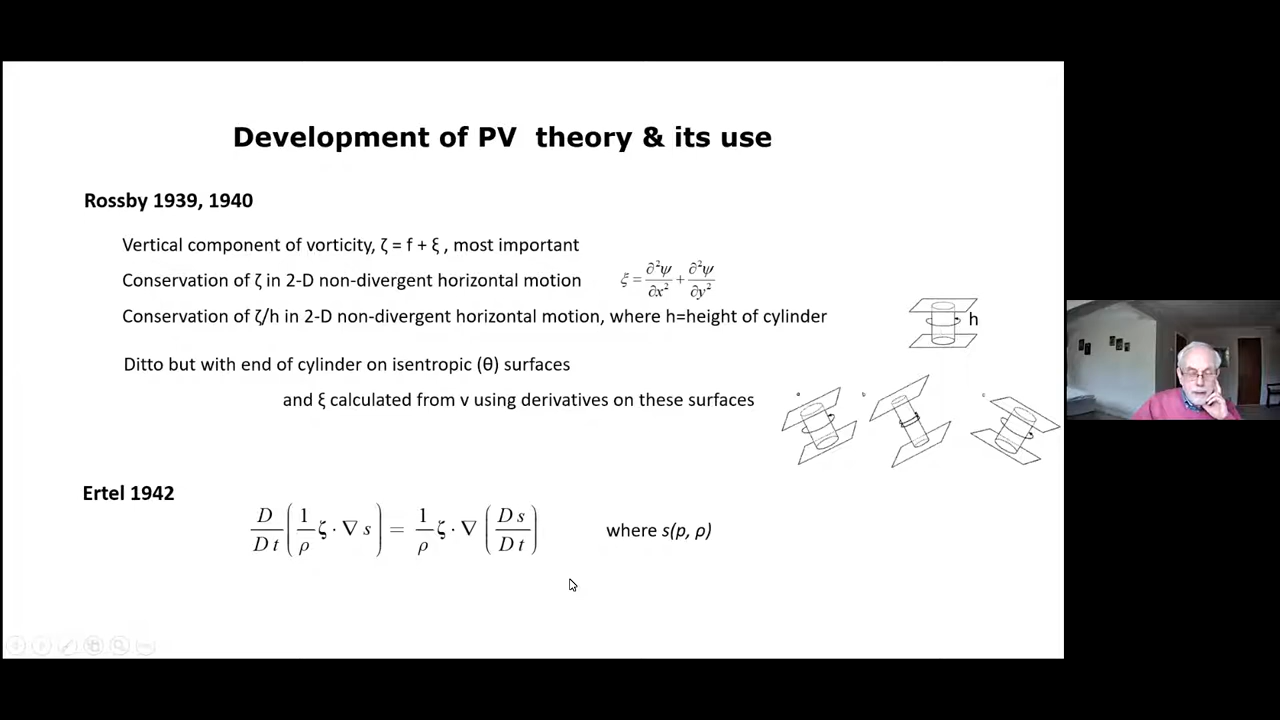 Development of PV theory & its use
Rossby 1939, 1940
Vertical component of vorticity, ζ = f + ξ , most important
Conservation of ζ in 2-D non-divergent horizontal motion ξ = ∂²ψ/∂x² + ∂²ψ/∂y²
Conservation of ζ/h in 2-D non-divergent horizontal motion, where h=height of cylinder
h
Ditto but with end of cylinder on isentropic (θ) surfaces
and ξ calculated from v using derivatives on these surfaces
Ertel 1942
D/Dt (1/ρ ζ · ∇ s) = 1/ρ ζ · ∇ (Ds/Dt) where s(p, ρ)